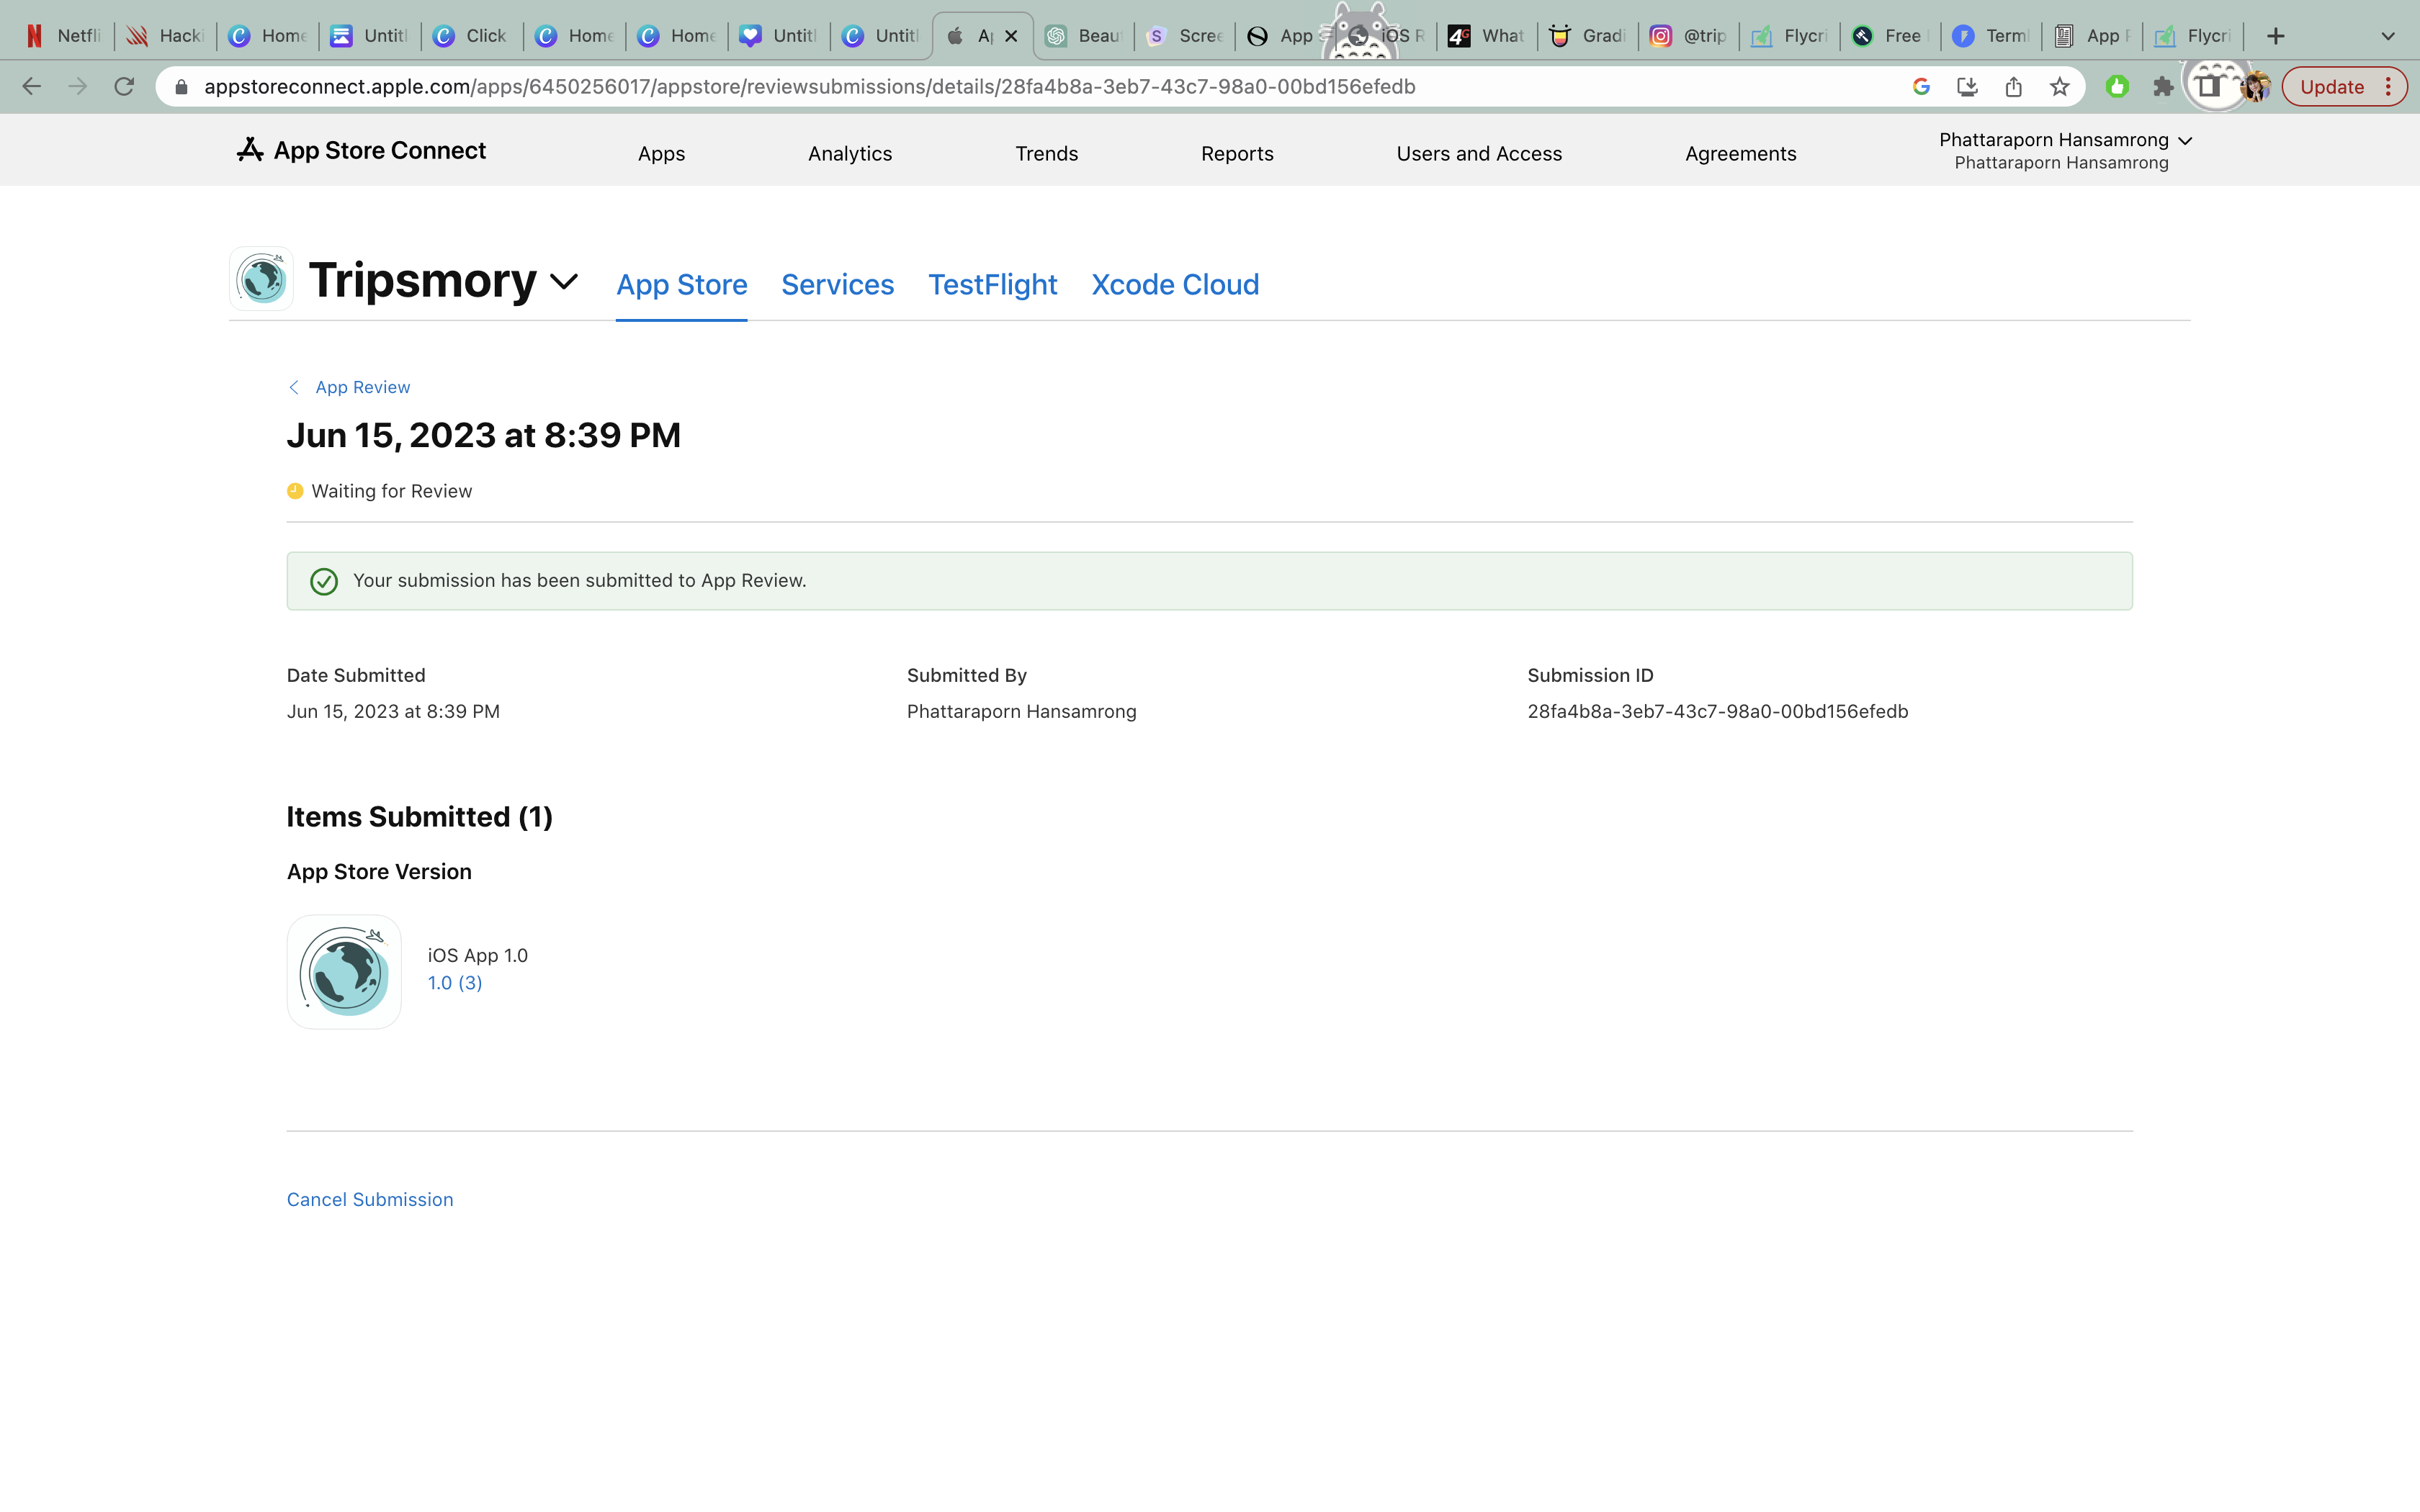 Netfli Hacki Home Untitl Click Home Home Untitl Untitl Ap Beau Scree App iOS R What Gradi @trip Flycri Free Termi App P Flycri
appstoreconnect.apple.com/apps/6450256017/appstore/reviewsubmissions/details/28fa4b8a-3eb7-43c7-98a0-00bd156efedb Update
App Store Connect Apps Analytics Trends Reports Users and Access Agreements Phattaraporn Hansamrong
Phattaraporn Hansamrong
Tripsmory App Store Services TestFlight Xcode Cloud
App Review
Jun 15, 2023 at 8:39 PM
Waiting for Review
Your submission has been submitted to App Review.
Date Submitted Submitted By Submission ID
Jun 15, 2023 at 8:39 PM Phattaraporn Hansamrong 28fa4b8a-3eb7-43c7-98a0-00bd156efedb
Items Submitted (1)
App Store Version
iOS App 1.0
1.0 (3)
Cancel Submission